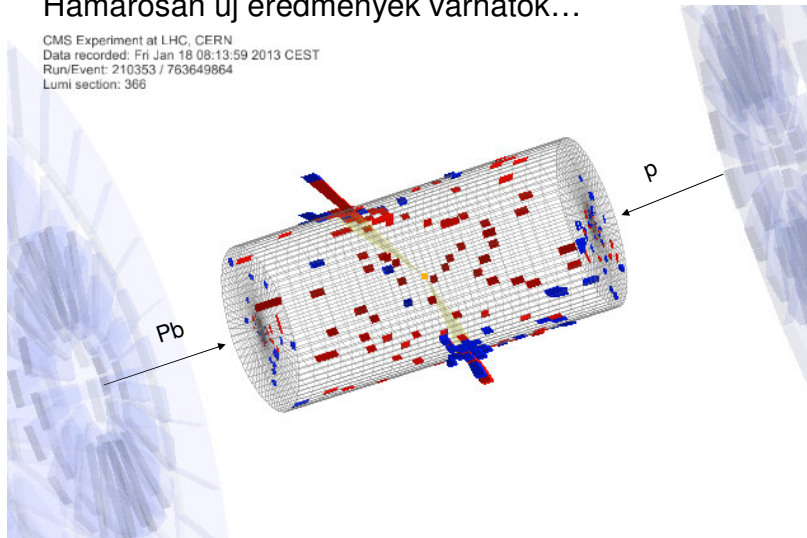 Hamarosan új eredmények várhatók…
CMS Experiment at LHC, CERN
Data recorded: Fri Jan 18 08:13:59 2013 CEST
Run/Event: 210353 / 763649864
Lumi section: 366
p
Pb